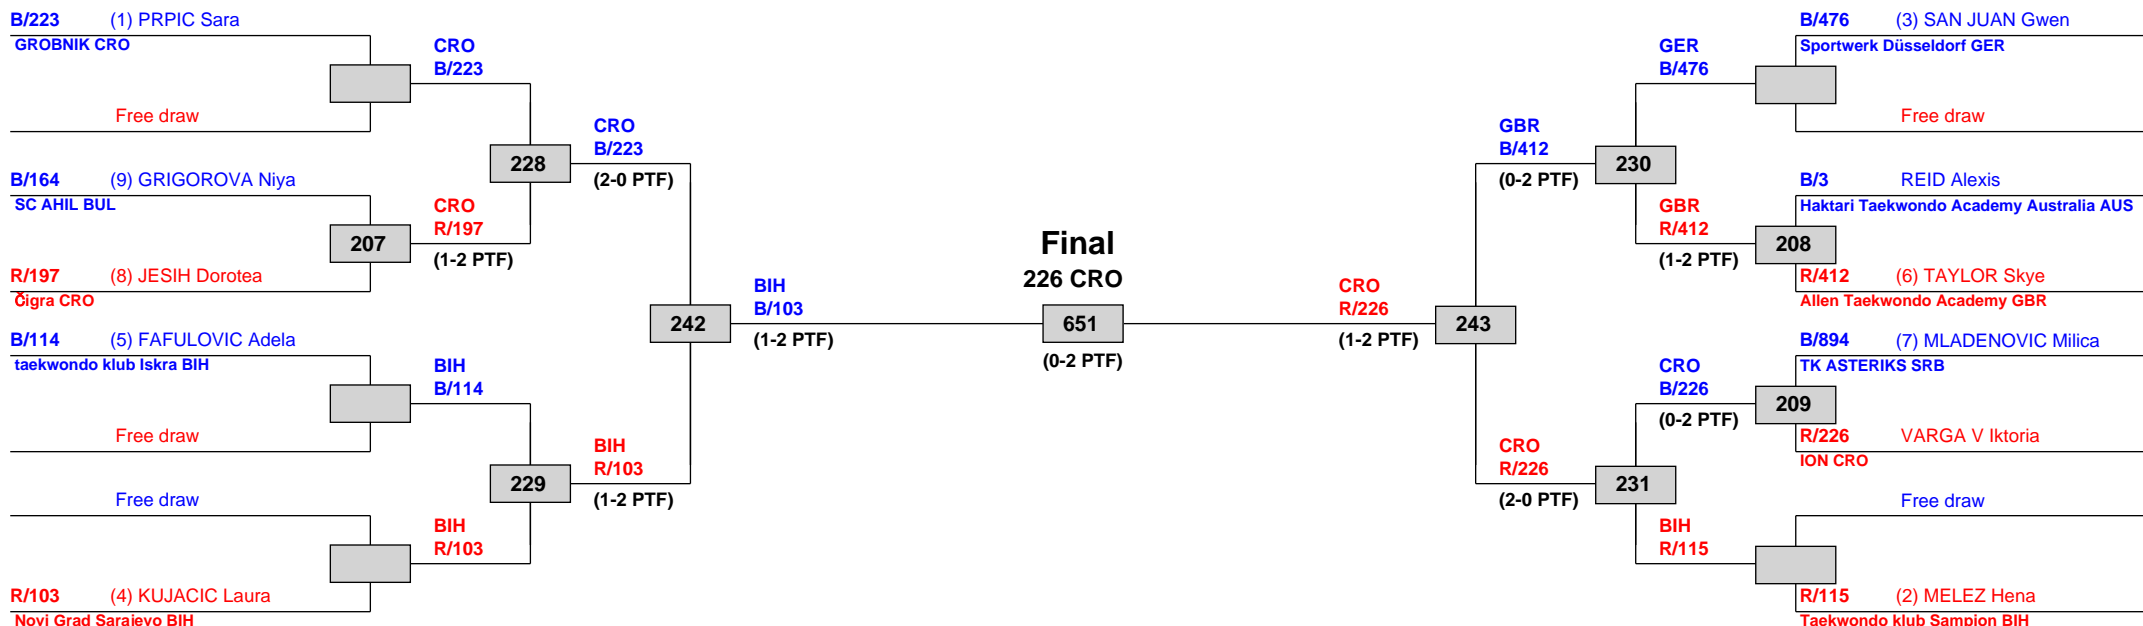 B/223 (1) PRPIC Sara
GROBNIK CRO
Free draw
B/164 (9) GRIGOROVA Niya
SC AHIL BUL
207
R/197 (8) JESIH Dorotea
Čigra CRO
B/114 (5) FAFULOVIC Adela
taekwondo klub Iskra BIH
Free draw
Free draw
R/103 (4) KUJACIC Laura
Novi Grad Sarajevo BIH
CRO
B/223
228
CRO
R/197
(1-2 PTF)
BIH
B/114
229
BIH
R/103
CRO
B/223
(2-0 PTF)
242
BIH
R/103
(1-2 PTF)
BIH
B/103
(1-2 PTF)
Final
226 CRO
651
(0-2 PTF)
CRO
R/226
(1-2 PTF)
243
GBR
B/412
(0-2 PTF)
230
CRO
R/226
(2-0 PTF)
231
GER
B/476
GBR
R/412
(1-2 PTF)
208
CRO
B/226
(0-2 PTF)
209
BIH
R/115
B/476 (3) SAN JUAN Gwen
Sportwerk Düsseldorf GER
Free draw
B/3 REID Alexis
Haktari Taekwondo Academy Australia AUS
R/412 (6) TAYLOR Skye
Allen Taekwondo Academy GBR
B/894 (7) MLADENOVIC Milica
TK ASTERIKS SRB
R/226 VARGA V Iktoria
ION CRO
Free draw
R/115 (2) MELEZ Hena
Taekwondo klub Sampion BIH